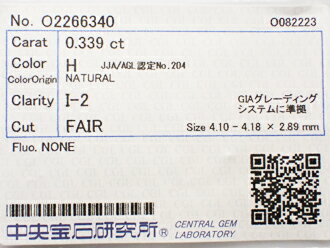 No. O2266340 O082223
Carat 0.339 ct
Color H JJA/AGL認定No.204
ColorOrigin NATURAL
Clarity I-2 GIAグレーディング
システムに準拠
Cut FAIR Size 4.10 - 4.18 × 2.89 mm
Fluo. NONE
中央宝石研究所® CENTRAL GEM
LABORATORY